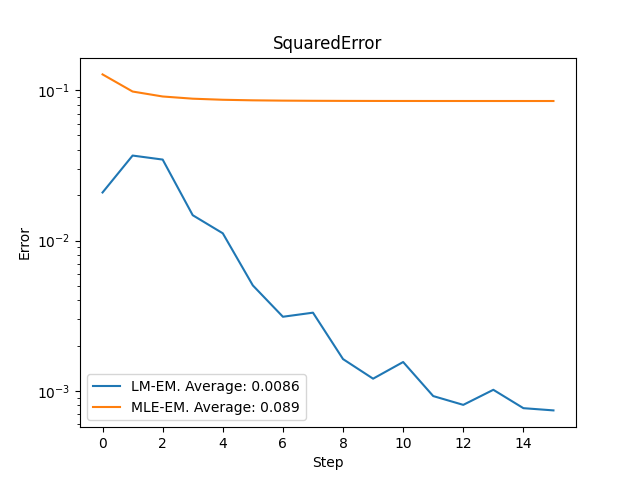 SquaredError
10⁻¹
10⁻²
10⁻³
Error
LM-EM. Average: 0.0086
MLE-EM. Average: 0.089
0 2 4 6 8 10 12 14
Step